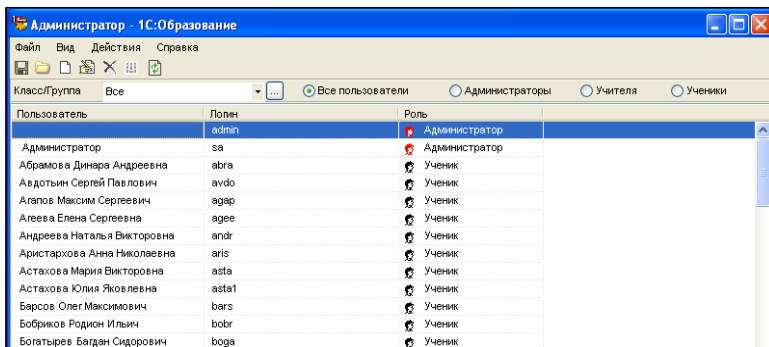 Администратор - 1С:Образование
Файл Вид Действия Справка
Класс/Группа Все ... Все пользователи Администраторы Учителя Ученики
Пользователь Логин Роль
admin Администратор
Администратор sa Администратор
Абрамова Динара Андреевна abra Ученик
Авдотьин Сергей Павлович avdo Ученик
Агапов Максим Сергеевич agap Ученик
Агеева Елена Сергеевна agee Ученик
Андреева Наталья Викторовна andr Ученик
Аристархова Анна Николаевна aris Ученик
Астахова Мария Викторовна asta Ученик
Астахова Юлия Яковлевна asta1 Ученик
Барсов Олег Максимович bars Ученик
Бобриков Родион Ильич bobr Ученик
Богатырев Багдан Сидорович boga Ученик